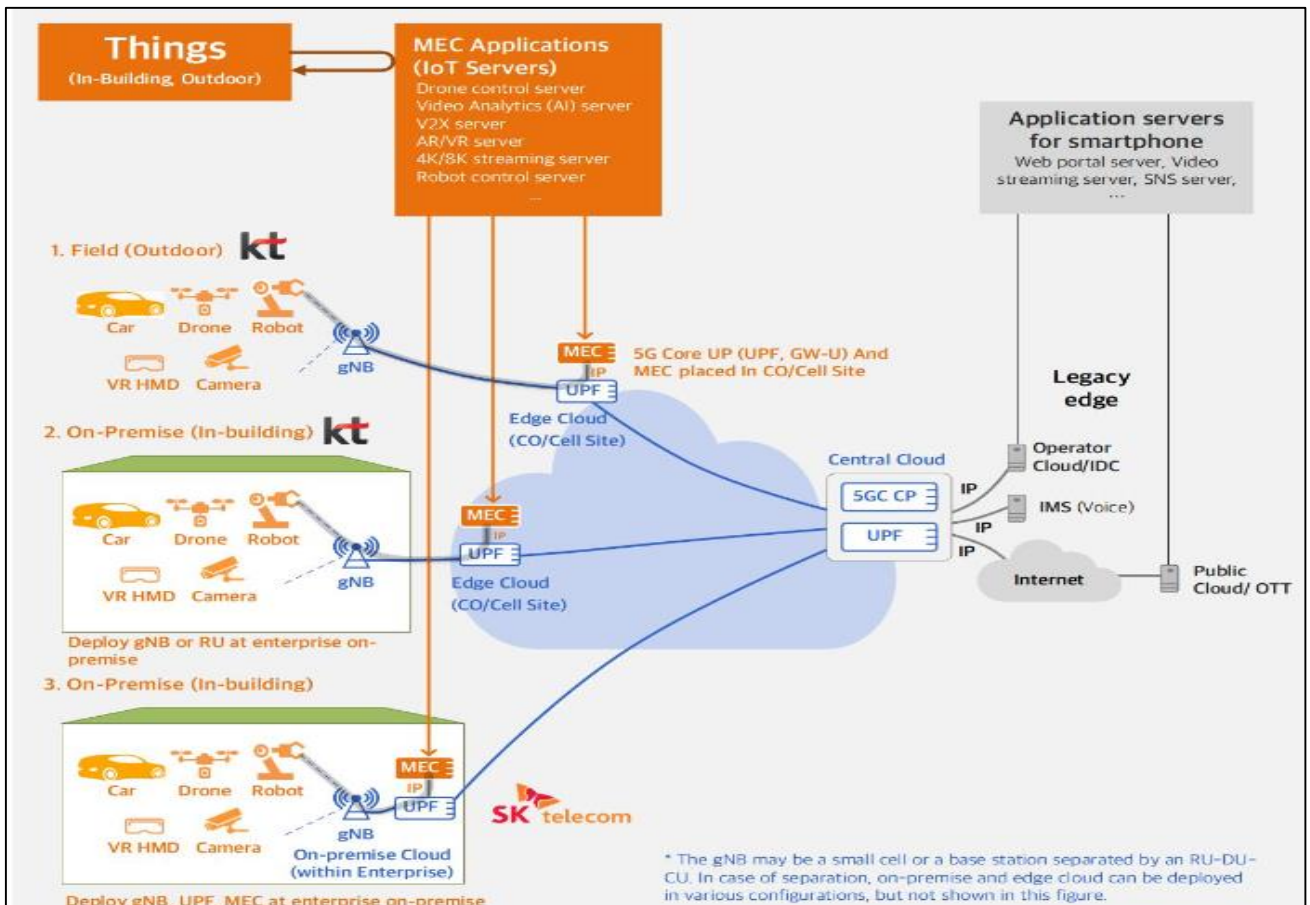 Things
(In-Building, Outdoor)
MEC Applications
(IoT Servers)
Drone control server
Video Analytics (AI) server
V2X server
AR/VR server
4K/8K streaming server
Robot control server
...
Application servers
for smartphone
Web portal server, Video
streaming server, SNS server,
...
1. Field (Outdoor) kt
Car Drone Robot
VR HMD Camera
gNB
MEC
IP
UPF
5G Core UP (UPF, GW-U) And
MEC placed In CO/Cell Site
Edge Cloud
(CO/Cell Site)
Legacy
edge
2. On-Premise (In-building) kt
Car Drone Robot
VR HMD Camera
gNB
MEC
IP
UPF
Edge Cloud
(CO/Cell Site)
Deploy gNB or RU at enterprise on-
premise
Central Cloud
5GC CP
UPF
IP
Operator
Cloud/IDC
IP
IMS (Voice)
IP
Internet
Public
Cloud/ OTT
3. On-Premise (In-building)
Car Drone Robot
VR HMD Camera
gNB
MEC
IP
UPF
On-premise Cloud
(within Enterprise)
SK telecom
Deploy gNB, UPF, MEC at enterprise on-premise
* The gNB may be a small cell or a base station separated by an RU-DU-
CU. In case of separation, on-premise and edge cloud can be deployed
in various configurations, but not shown in this figure.